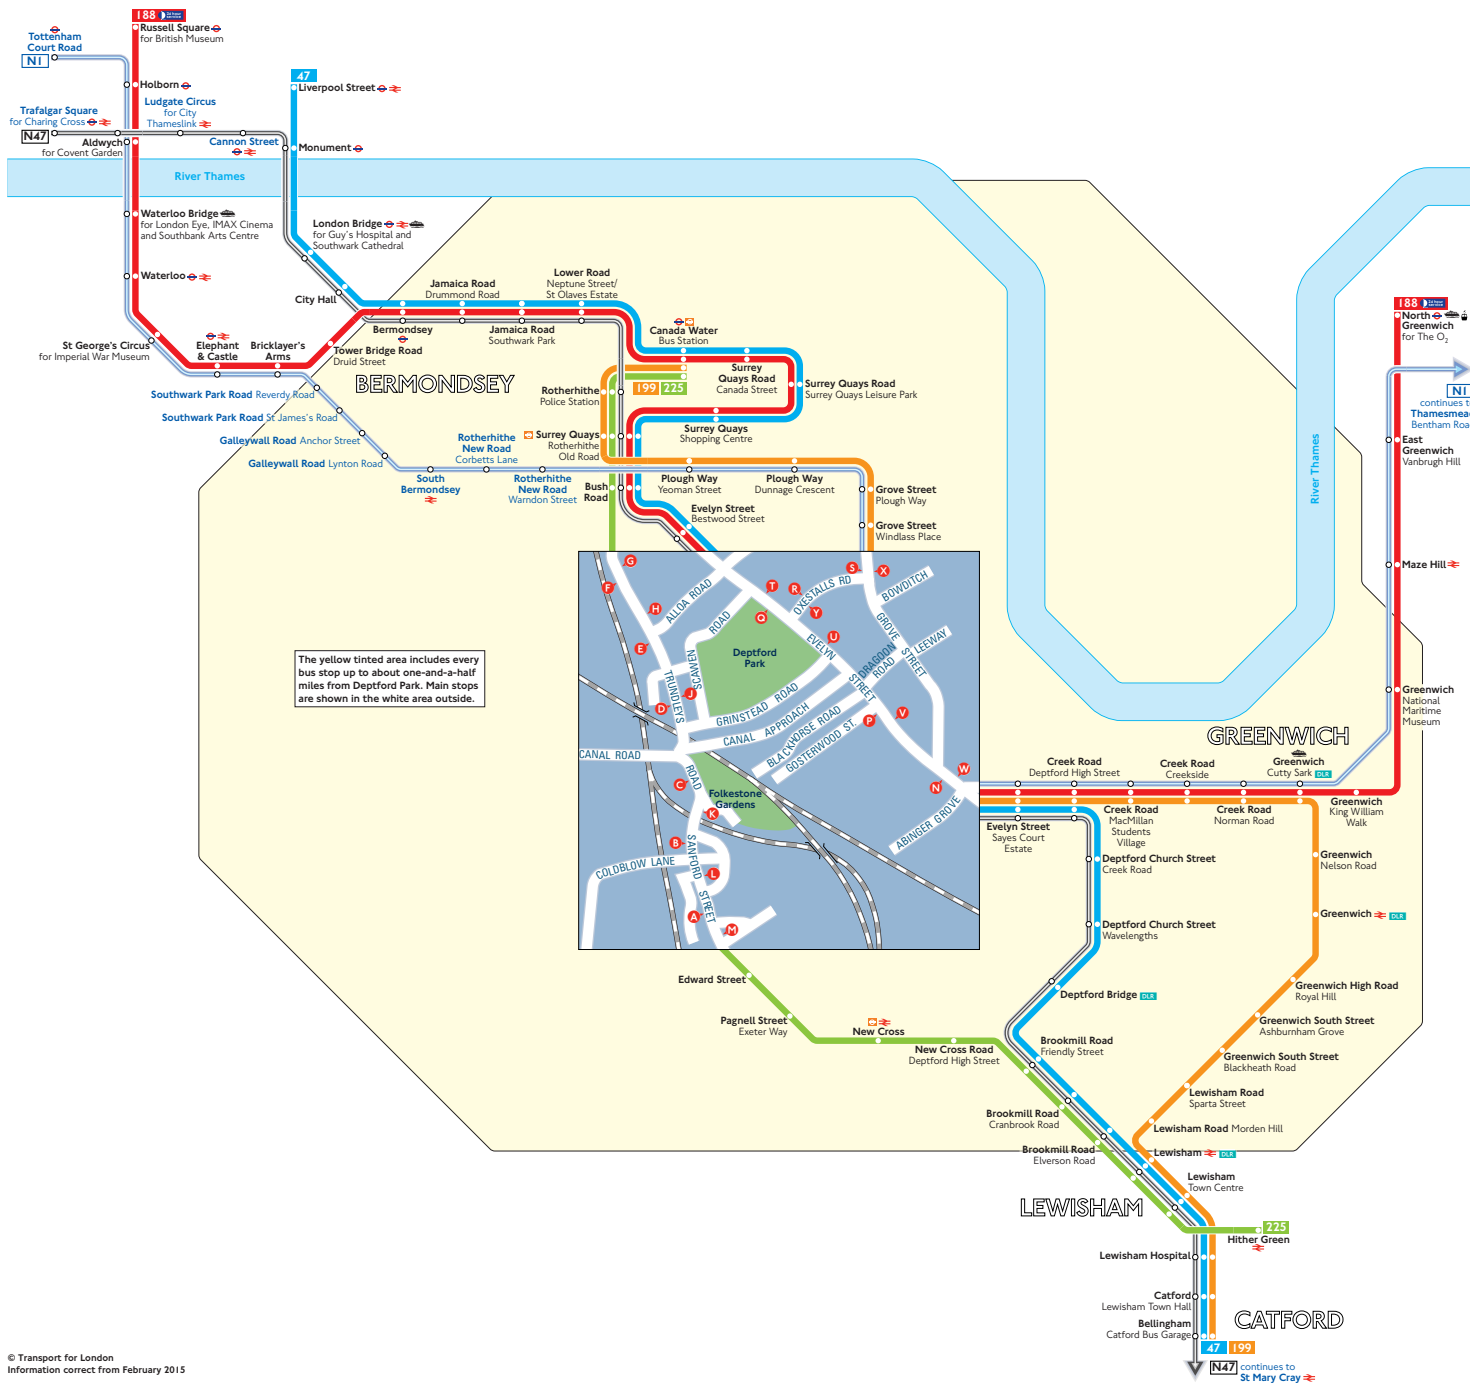 188
24 hour service
Russell Square
for British Museum
Tottenham
Court Road
N1
Holborn
47
Liverpool Street
Trafalgar Square
for Charing Cross
N47
Ludgate Circus
for City
Thameslink
Aldwych
for Covent Garden
Cannon Street
Monument
River Thames
Waterloo Bridge
for London Eye, IMAX Cinema
and Southbank Arts Centre
London Bridge
for Guy's Hospital and
Southwark Cathedral
Waterloo
City Hall
Jamaica Road
Drummond Road
Lower Road
Neptune Street/
St Olaves Estate
St George's Circus
for Imperial War Museum
Elephant
& Castle
Bricklayer's
Arms
Tower Bridge Road
Druid Street
Bermondsey
Jamaica Road
Southwark Park
Canada Water
Bus Station
BERMONDSEY
Surrey
Quays Road
Canada Street
Surrey Quays Road
Surrey Quays Leisure Park
199
225
Rotherhithe
Police Station
Southwark Park Road Reverdy Road
Southwark Park Road St James's Road
Galleywall Road Anchor Street
Galleywall Road Lynton Road
Surrey Quays
Rotherhithe
Old Road
Surrey Quays
Shopping Centre
Rotherhithe
New Road
Corbetts Lane
South
Bermondsey
Rotherhithe
New Road
Warndon Street
Bush
Road
Plough Way
Yeoman Street
Plough Way
Dunnage Crescent
Grove Street
Plough Way
Evelyn Street
Bestwood Street
Grove Street
Windlass Place
188
24 hour service
North
Greenwich
for The O2
N1
continues to
Thamesmead
Bentham Road
East
Greenwich
Vanbrugh Hill
River Thames
Maze Hill
Greenwich
National
Maritime
Museum
The yellow tinted area includes every
bus stop up to about one-and-a-half
miles from Deptford Park. Main stops
are shown in the white area outside.
G
F
H
E
J
D
T
R
Q
Y
U
S
X
P
V
W
N
C
K
B
L
A
M
ALLOA ROAD
OXESTALLS RD
BOWDITCH
SCAWEN
ROAD
Deptford
Park
EVELYN
STREET
GROVE
STREET
DRAGOON
ROAD
LEEWAY
TRUNDLEYS
ROAD
GRINSTEAD ROAD
CANAL APPROACH
BLACKHORSE ROAD
GOSTERWOOD ST.
CANAL ROAD
Folkestone
Gardens
ABINGER GROVE
COLDBLOW LANE
SANFORD
STREET
GREENWICH
Creek Road
Deptford High Street
Creek Road
Creekside
Greenwich
Cutty Sark DLR
Evelyn Street
Sayes Court
Estate
Creek Road
MacMillan
Students
Village
Creek Road
Norman Road
Greenwich
King William
Walk
Deptford Church Street
Creek Road
Greenwich
Nelson Road
Deptford Church Street
Wavelengths
Greenwich DLR
Edward Street
Deptford Bridge DLR
Greenwich High Road
Royal Hill
Pagnell Street
Exeter Way
New Cross
Greenwich South Street
Ashburnham Grove
New Cross Road
Deptford High Street
Brookmill Road
Friendly Street
Greenwich South Street
Blackheath Road
Lewisham Road
Sparta Street
Brookmill Road
Cranbrook Road
Lewisham Road Morden Hill
Brookmill Road
Elverson Road
Lewisham DLR
Lewisham
Town Centre
LEWISHAM
225
Hither Green
Lewisham Hospital
Catford
Lewisham Town Hall
CATFORD
Bellingham
Catford Bus Garage
47
199
N47
continues to
St Mary Cray
© Transport for London
Information correct from February 2015